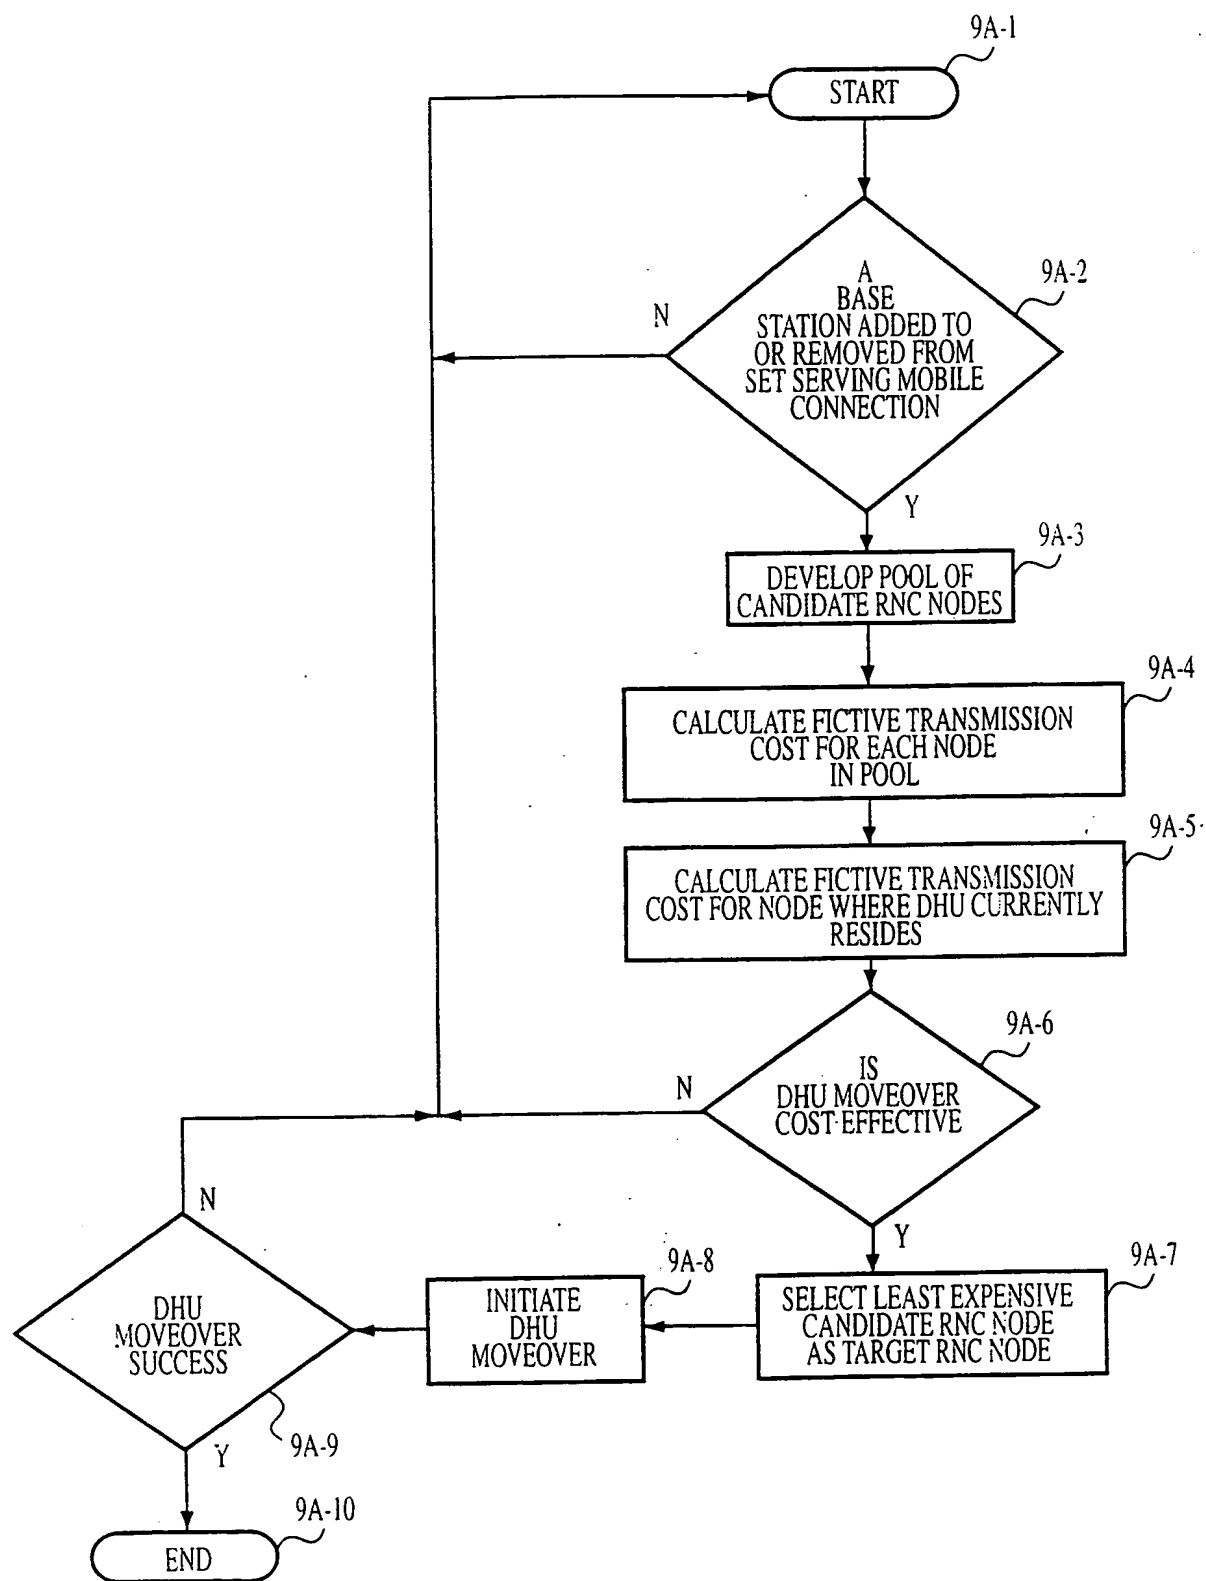 9A-1
START
A
BASE
STATION ADDED TO
OR REMOVED FROM
SET SERVING MOBILE
CONNECTION
9A-2
N
Y
9A-3
DEVELOP POOL OF
CANDIDATE RNC NODES
9A-4
CALCULATE FICTIVE TRANSMISSION
COST FOR EACH NODE
IN POOL
9A-5
CALCULATE FICTIVE TRANSMISSION
COST FOR NODE WHERE DHU CURRENTLY
RESIDES
9A-6
IS
DHU MOVEOVER
COST-EFFECTIVE
N
Y
9A-7
SELECT LEAST EXPENSIVE
CANDIDATE RNC NODE
AS TARGET RNC NODE
9A-8
INITIATE
DHU
MOVEOVER
N
DHU
MOVEOVER
SUCCESS
9A-9
Y
9A-10
END